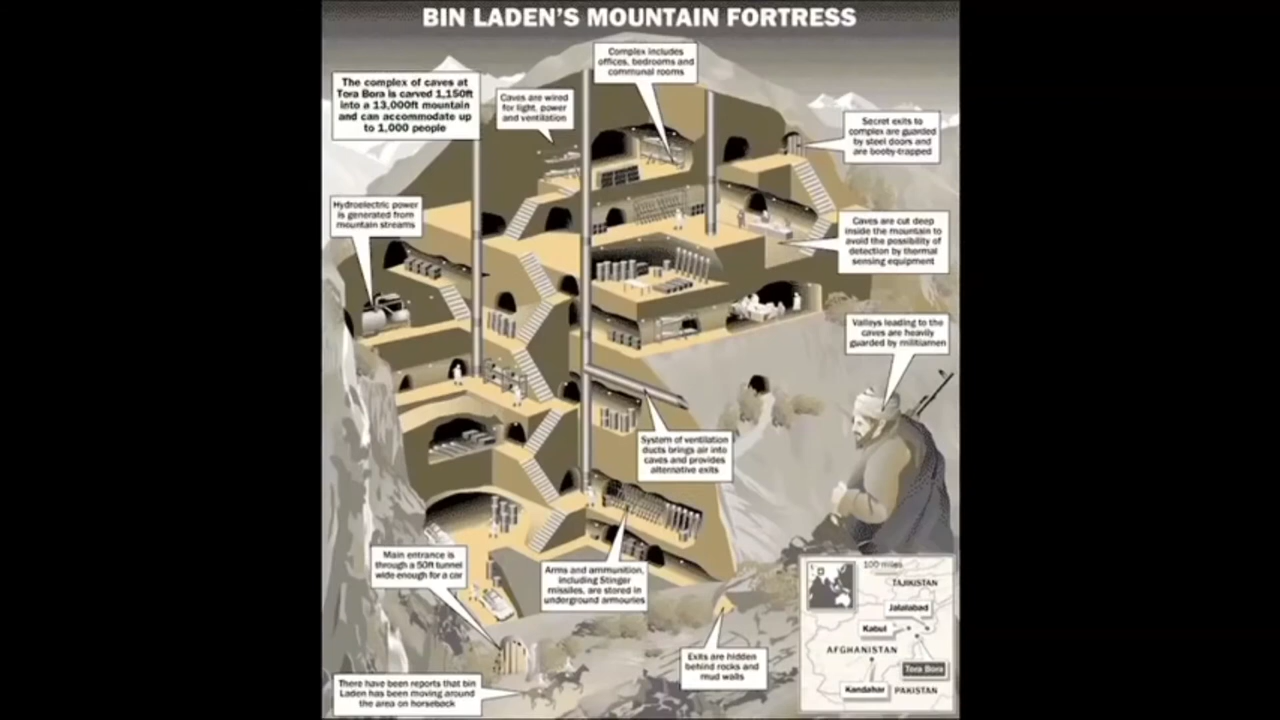 BIN LADEN'S MOUNTAIN FORTRESS
The complex of caves at
Tora Bora is carved 1,150ft
into a 13,000ft mountain
and can accommodate up
to 1,000 people
Caves are wired
for light, power
and ventilation
Complex includes
offices, bedrooms and
communal rooms
Secret exits to
complex are guarded
by steel doors and
are booby-trapped
Hydroelectric power
is generated from
mountain streams
Caves are cut deep
inside the mountain to
avoid the possibility of
detection by thermal
sensing equipment
Valleys leading to the
caves are heavily
guarded by militiamen
System of ventilation
ducts brings air into
caves and provides
alternative exits
Main entrance is
through a 50ft tunnel
wide enough for a car
Arms and ammunition,
including Stinger
missiles, are stored in
underground armouries
Exits are hidden
behind rocks and
mud walls
There have been reports that bin
Laden has been moving around
the area on horseback
100 miles
TAJIKISTAN
Jalalabad
Kabul
AFGHANISTAN
Tora Bora
Kandahar
PAKISTAN